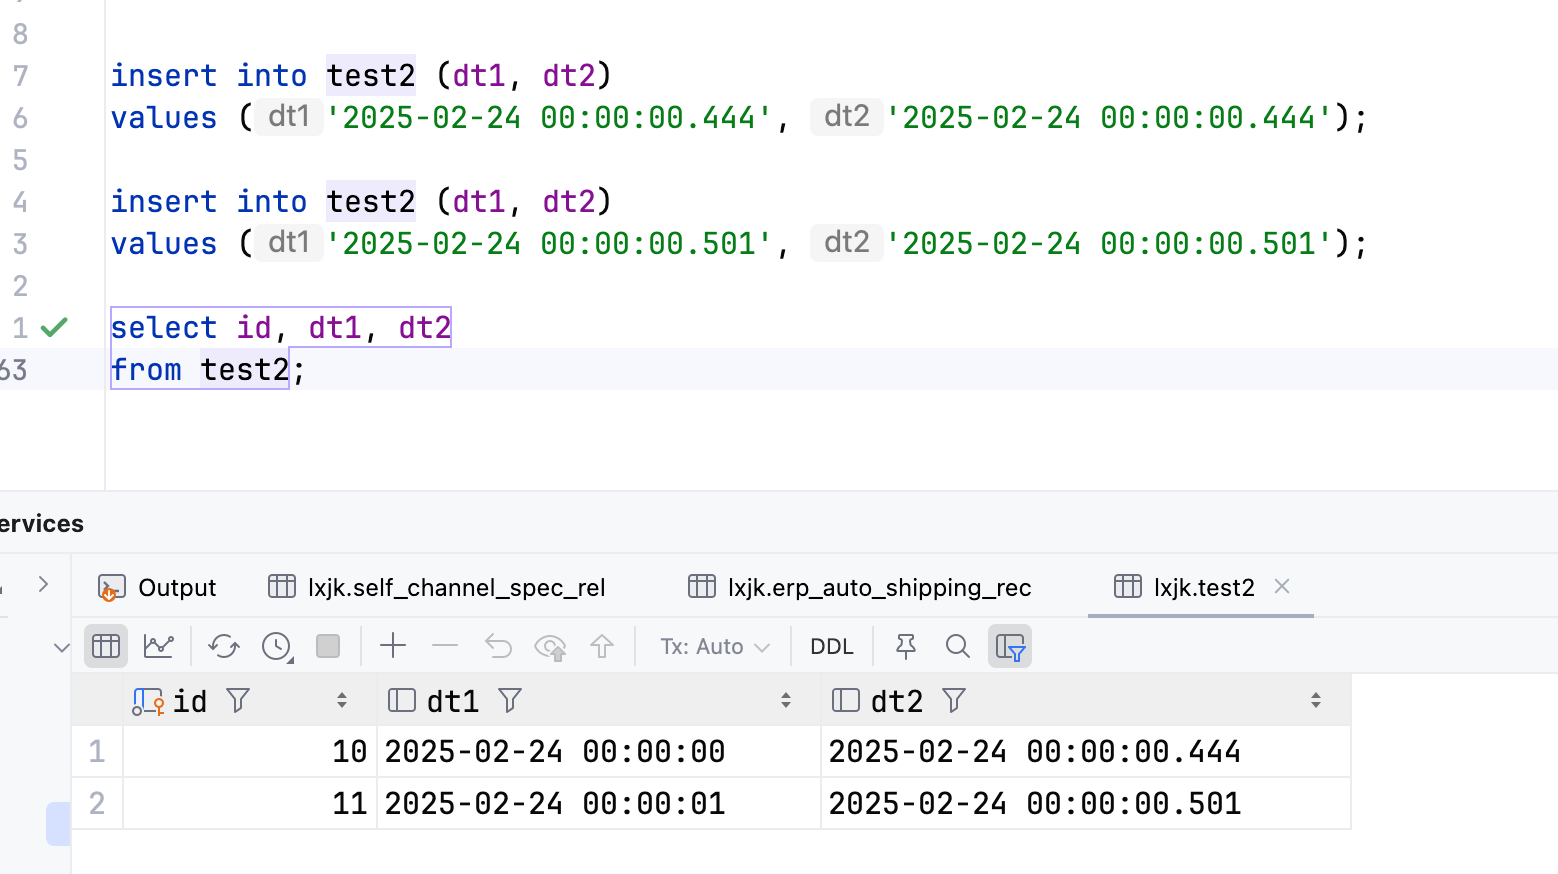 8
7 insert into test2 (dt1, dt2)
6 values ( dt1 '2025-02-24 00:00:00.444', dt2 '2025-02-24 00:00:00.444');
5
4 insert into test2 (dt1, dt2)
3 values ( dt1 '2025-02-24 00:00:00.501', dt2 '2025-02-24 00:00:00.501');
2
1 select id, dt1, dt2
63 from test2;
ervices
Output lxjk.self_channel_spec_rel lxjk.erp_auto_shipping_rec lxjk.test2
Tx: Auto DDL
id dt1 dt2
1 10 2025-02-24 00:00:00 2025-02-24 00:00:00.444
2 11 2025-02-24 00:00:01 2025-02-24 00:00:00.501